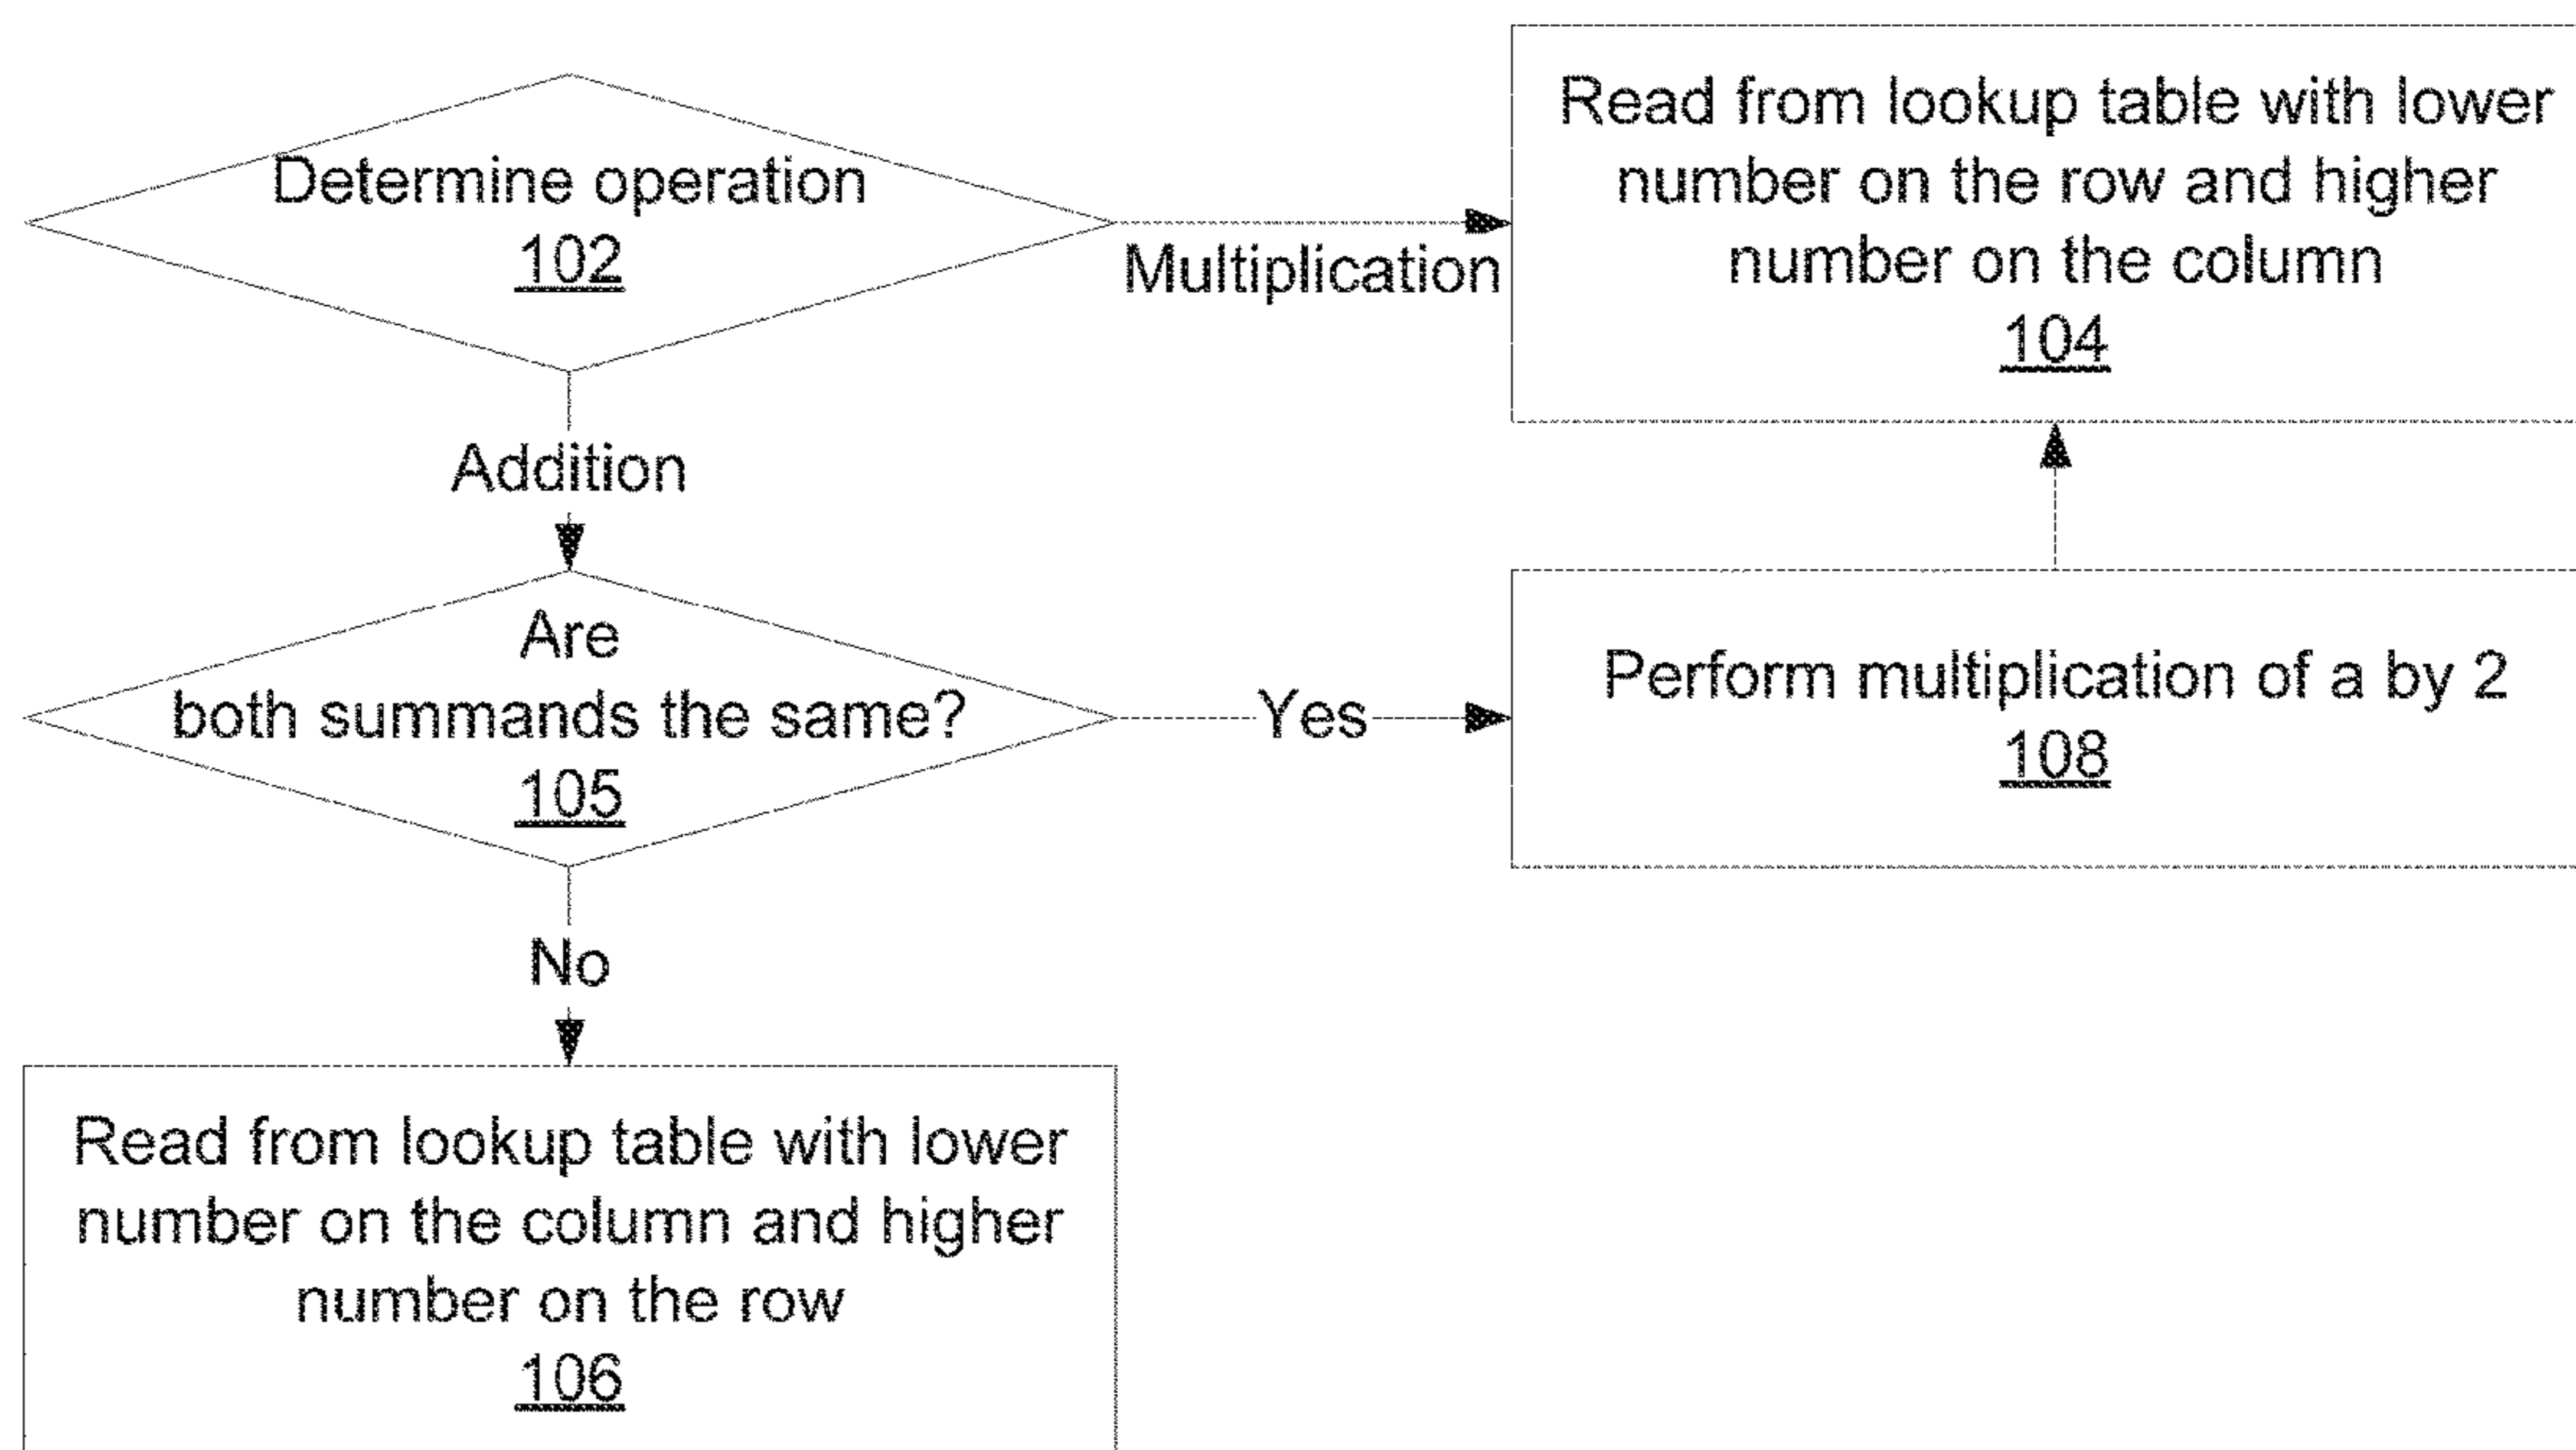 Determine operation
102
Multiplication
Read from lookup table with lower
number on the row and higher
number on the column
104
Addition
Are
both summands the same?
105
Yes
Perform multiplication of a by 2
108
No
Read from lookup table with lower
number on the column and higher
number on the row
106